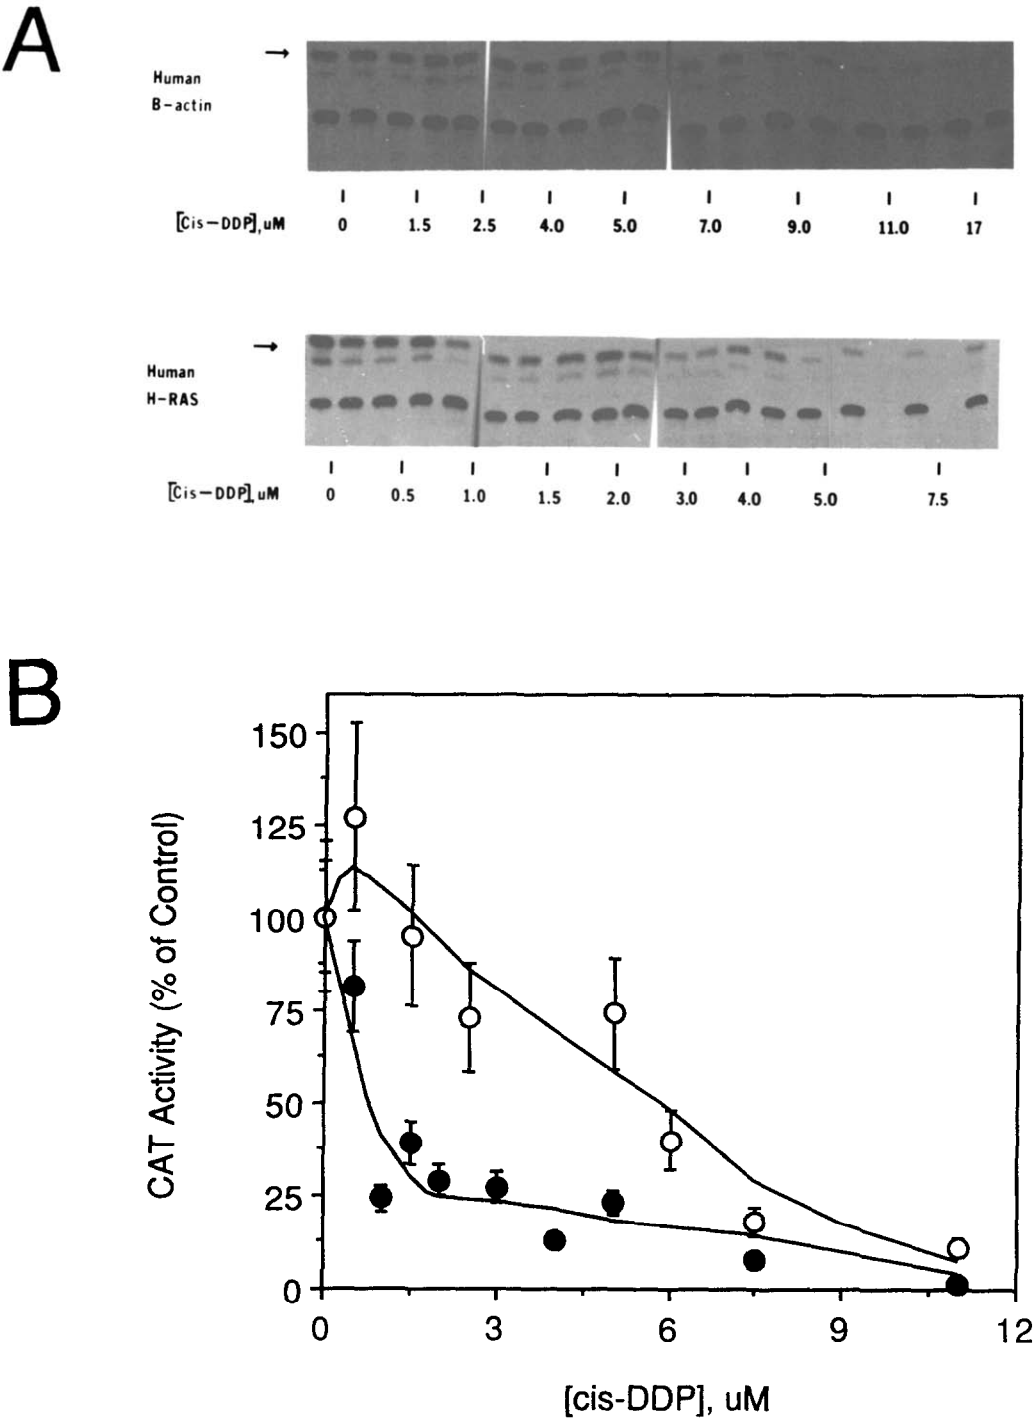 A
→
Human
B-actin
[Cis-DDP],uM 0 1.5 2.5 4.0 5.0 7.0 9.0 11.0 17
→
Human
H-RAS
[Cis-DDP],uM 0 0.5 1.0 1.5 2.0 3.0 4.0 5.0 7.5
B
150
125
100
75
50
25
0
CAT Activity (% of Control)
0 3 6 9 12
[cis-DDP], uM